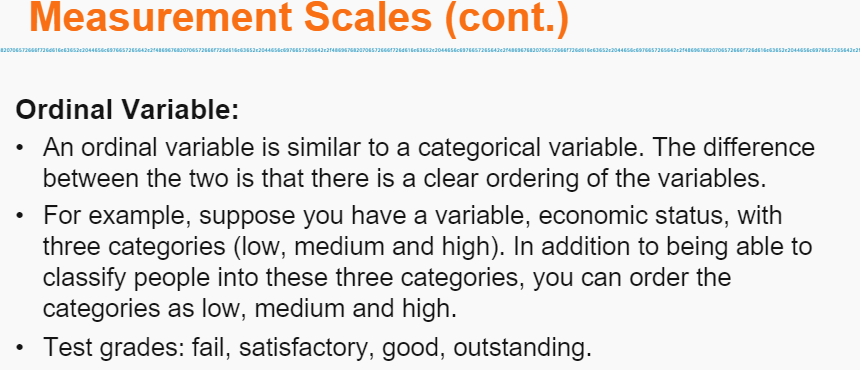 Measurement Scales (cont.)
Ordinal Variable:
• An ordinal variable is similar to a categorical variable. The difference
between the two is that there is a clear ordering of the variables.
• For example, suppose you have a variable, economic status, with
three categories (low, medium and high). In addition to being able to
classify people into these three categories, you can order the
categories as low, medium and high.
• Test grades: fail, satisfactory, good, outstanding.